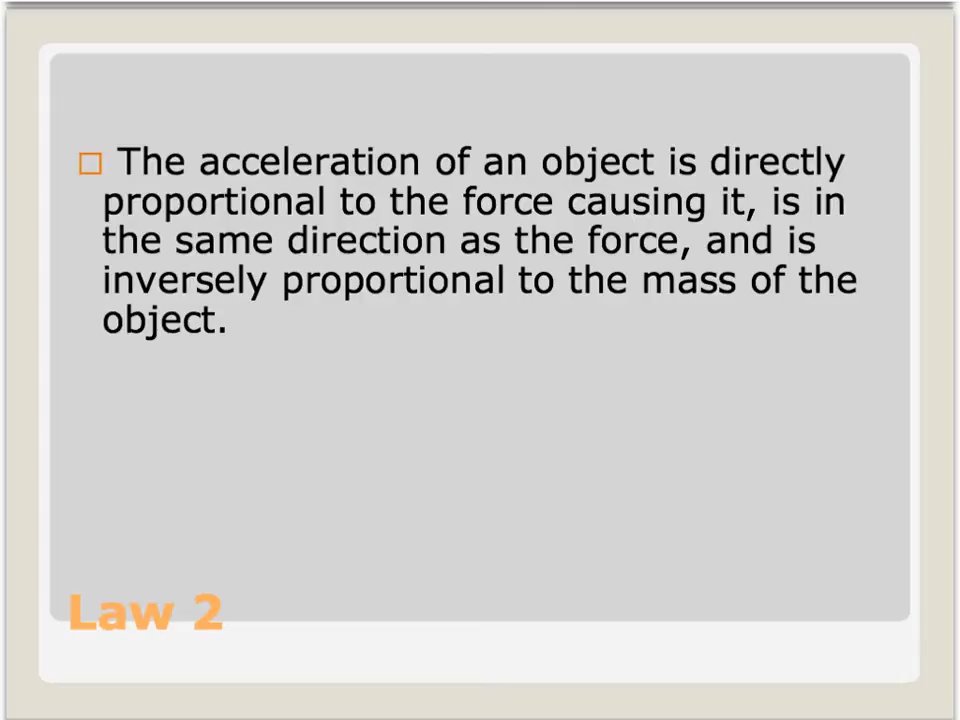 The acceleration of an object is directly
proportional to the force causing it, is in
the same direction as the force, and is
inversely proportional to the mass of the
object.
Law 2